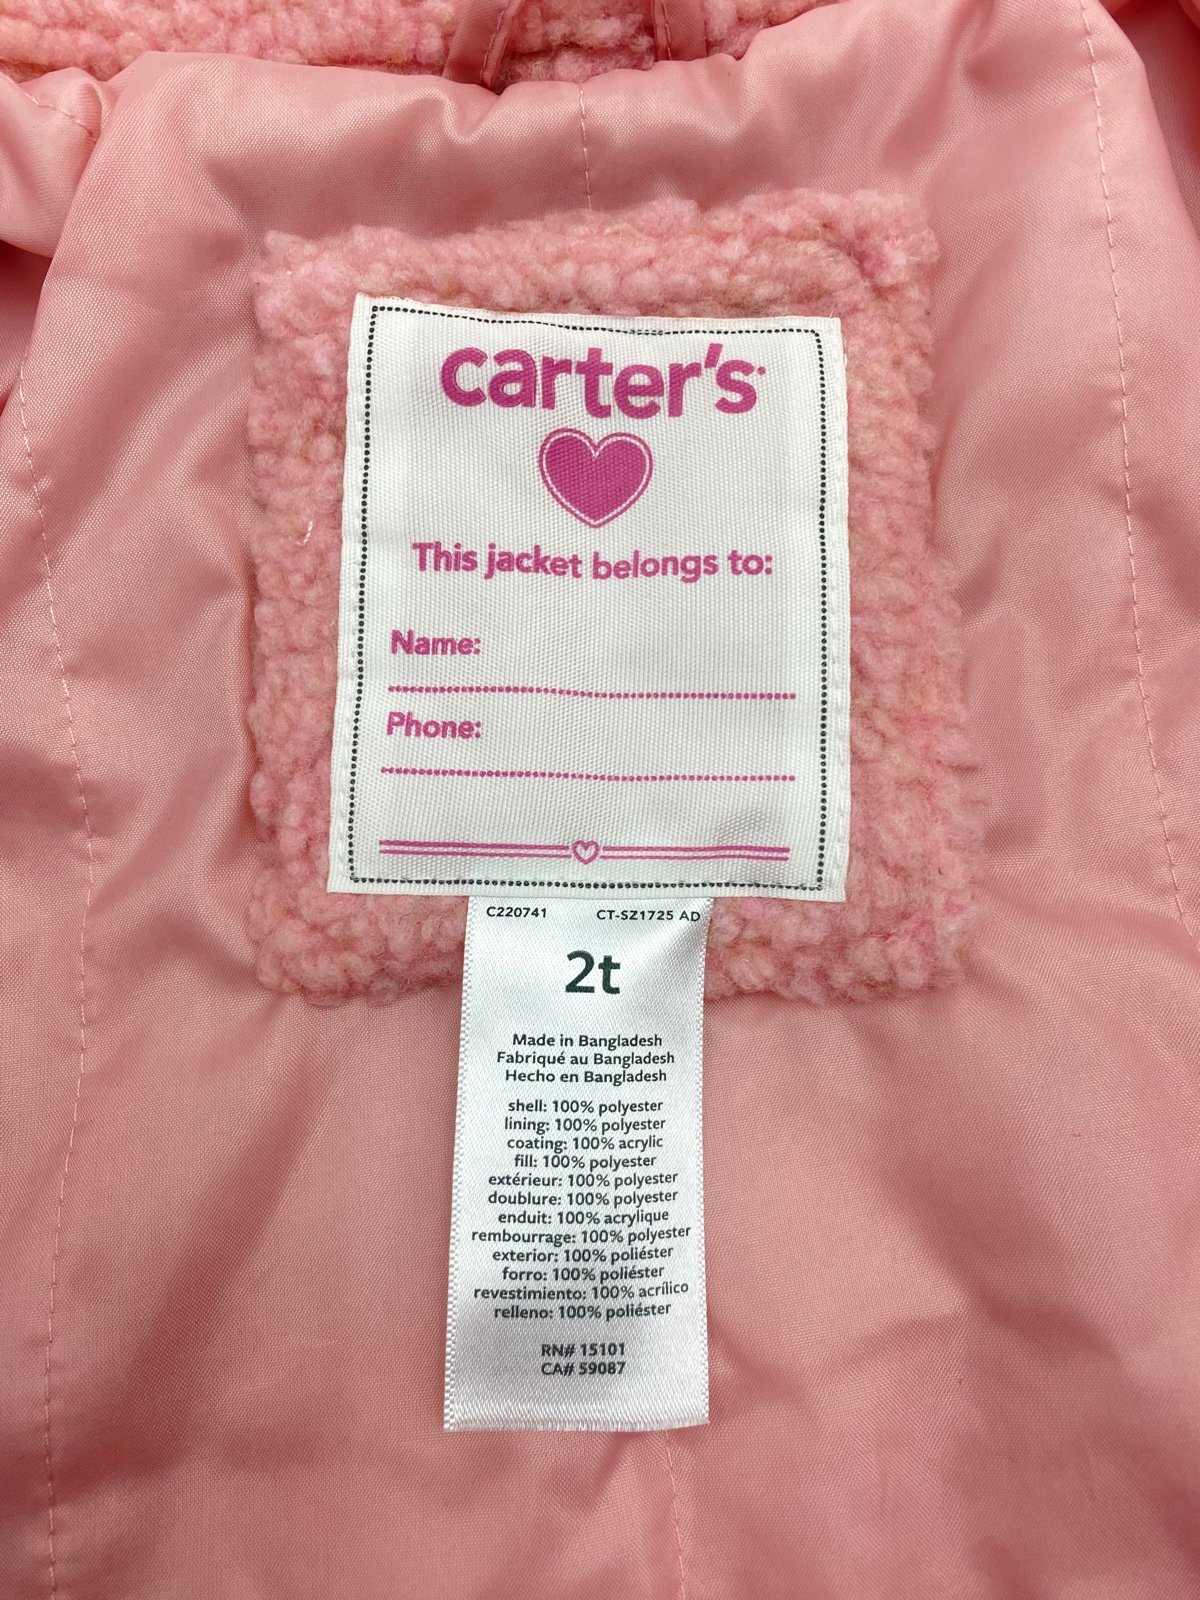 carter's
This jacket belongs to:
Name:
Phone:
C220741 CT-SZ1725 AD
2t
Made in Bangladesh
Fabriqué au Bangladesh
Hecho en Bangladesh
shell: 100% polyester
lining: 100% polyester
coating: 100% acrylic
fill: 100% polyester
extérieur: 100% polyester
doublure: 100% polyester
enduit: 100% acrylique
rembourrage: 100% polyester
exterior: 100% poliéster
forro: 100% poliéster
revestimiento: 100% acrílico
relleno: 100% poliéster
RN# 15101
CA# 59087